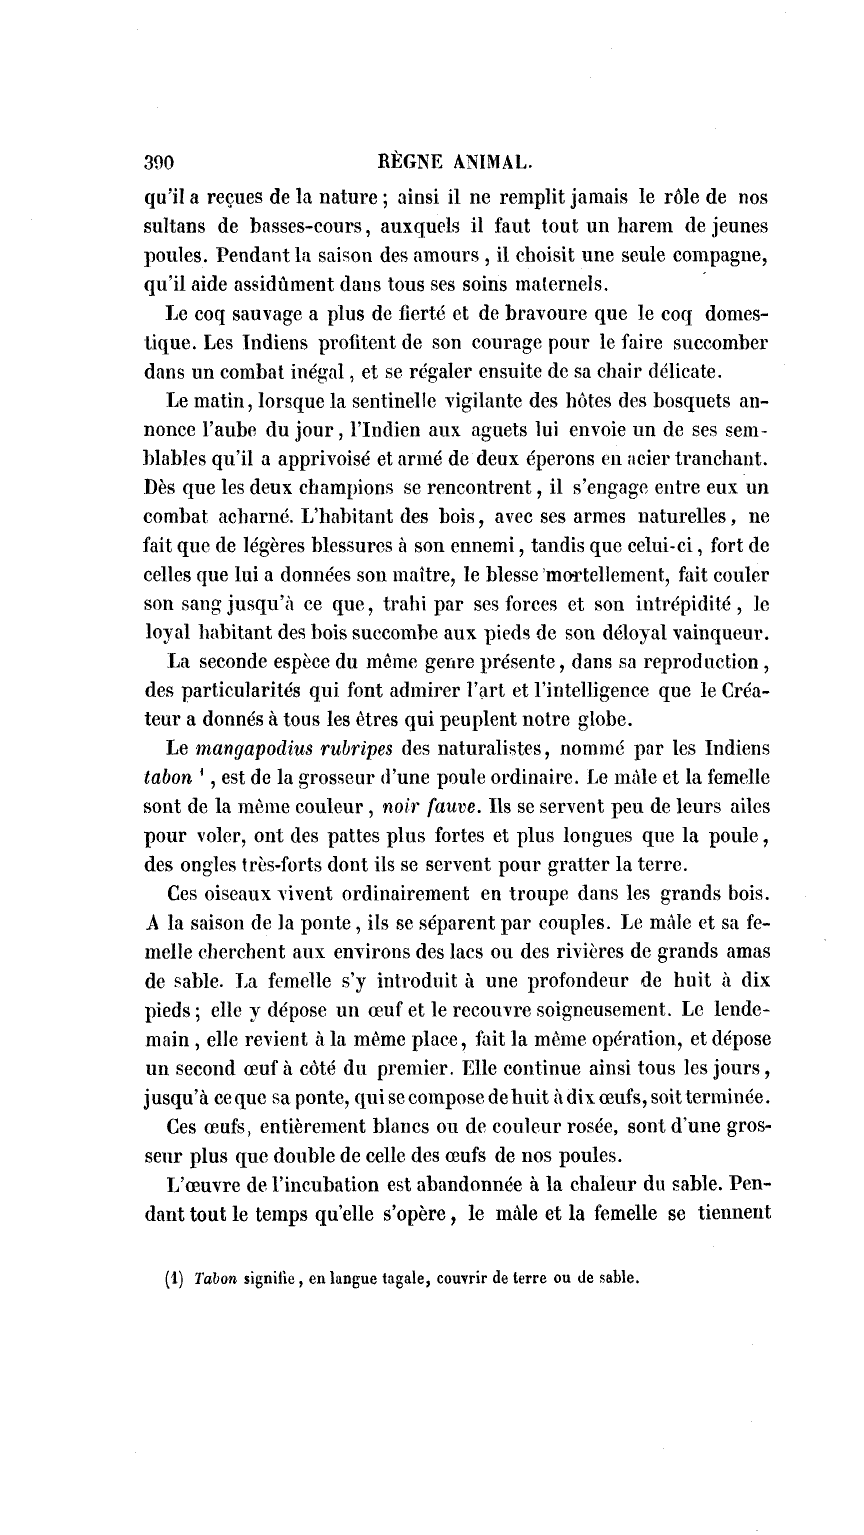 390 RÈGNE ANIMAL.
qu'il a reçues de la nature ; ainsi il ne remplit jamais le rôle de nos
sultans de basses-cours, auxquels il faut tout un harem de jeunes
poules. Pendant la saison des amours , il choisit une seule compagne,
qu'il aide assidûment dans tous ses soins maternels.
Le coq sauvage a plus de fierté et de bravoure que le coq domes-
tique. Les Indiens profitent de son courage pour le faire succomber
dans un combat inégal , et se régaler ensuite de sa chair délicate.
Le matin, lorsque la sentinelle vigilante des hôtes des bosquets an-
nonce l'aube du jour , l'Indien aux aguets lui envoie un de ses sem-
blables qu'il a apprivoisé et armé de deux éperons en acier tranchant.
Dès que les deux champions se rencontrent , il s'engage entre eux un
combat acharné. L'habitant des bois, avec ses armes naturelles, ne
fait que de légères blessures à son ennemi , tandis que celui-ci , fort de
celles que lui a données son maître, le blesse mortellement, fait couler
son sang jusqu'à ce que, trahi par ses forces et son intrépidité , le
loyal habitant des bois succombe aux pieds de son déloyal vainqueur.
La seconde espèce du même genre présente, dans sa reproduction ,
des particularités qui font admirer l'art et l'intelligence que le Créa-
teur a donnés à tous les êtres qui peuplent notre globe.
Le mangapodius rubripes des naturalistes, nommé par les Indiens
tabon ¹ , est de la grosseur d'une poule ordinaire. Le mâle et la femelle
sont de la même couleur , noir fauve. Ils se servent peu de leurs ailes
pour voler, ont des pattes plus fortes et plus longues que la poule ,
des ongles très-forts dont ils se servent pour gratter la terre.
Ces oiseaux vivent ordinairement en troupe dans les grands bois.
A la saison de la ponte , ils se séparent par couples. Le mâle et sa fe-
melle cherchent aux environs des lacs ou des rivières de grands amas
de sable. La femelle s'y introduit à une profondeur de huit à dix
pieds ; elle y dépose un œuf et le recouvre soigneusement. Le lende-
main , elle revient à la même place, fait la même opération, et dépose
un second œuf à côté du premier. Elle continue ainsi tous les jours ,
jusqu'à ce que sa ponte, qui se compose de huit à dix œufs, soit terminée.
Ces œufs, entièrement blancs ou de couleur rosée, sont d'une gros-
seur plus que double de celle des œufs de nos poules.
L'œuvre de l'incubation est abandonnée à la chaleur du sable. Pen-
dant tout le temps qu'elle s'opère , le mâle et la femelle se tiennent
(1) Tabon signifie , en langue tagale, couvrir de terre ou de sable.